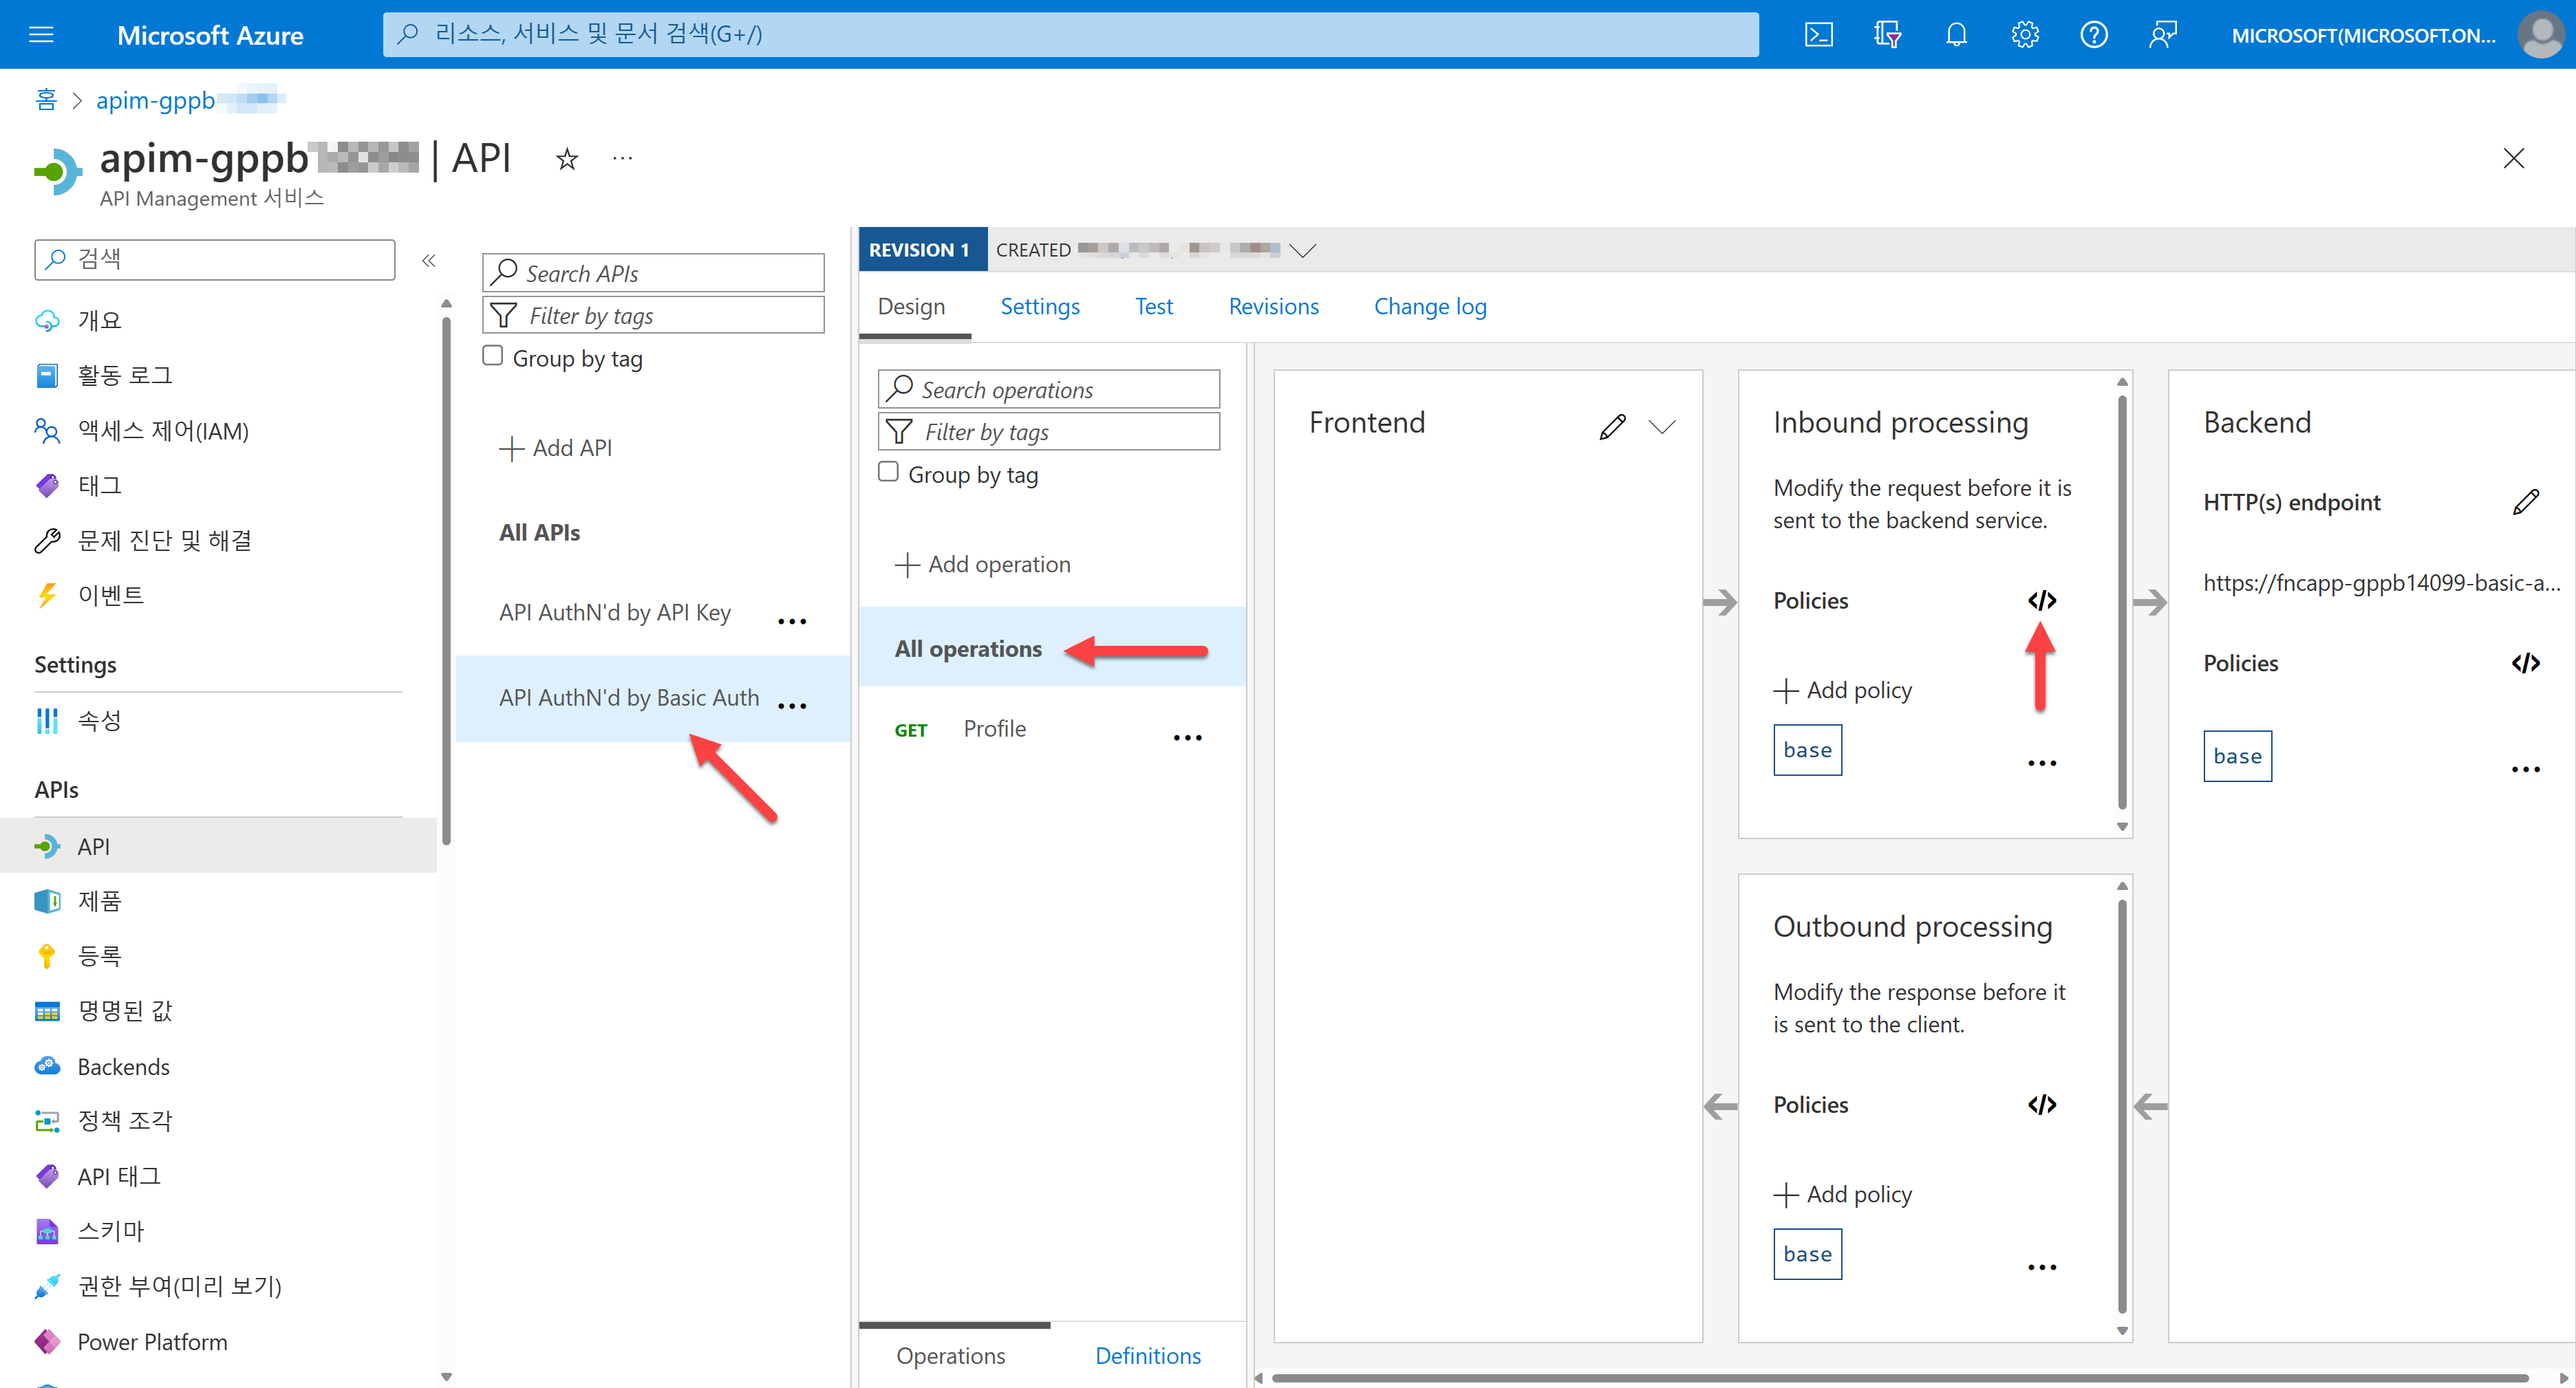 Microsoft Azure
리소스, 서비스 및 문서 검색(G+/)
MICROSOFT(MICROSOFT.ON...
홈 > apim-gppb
apim-gppb | API
API Management 서비스
검색
개요
활동 로그
액세스 제어(IAM)
태그
문제 진단 및 해결
이벤트
Settings
속성
APIs
API
제품
등록
명명된 값
Backends
정책 조각
API 태그
스키마
권한 부여(미리 보기)
Power Platform
Search APIs
Filter by tags
Group by tag
Add API
All APIs
API AuthN'd by API Key
API AuthN'd by Basic Auth
REVISION 1 CREATED
Design Settings Test Revisions Change log
Search operations
Filter by tags
Group by tag
Add operation
All operations
GET Profile
Operations Definitions
Frontend
Inbound processing
Modify the request before it is
sent to the backend service.
Policies </>
Add policy
base
Outbound processing
Modify the response before it
is sent to the client.
Policies </>
Add policy
base
Backend
HTTP(s) endpoint
https://fncapp-gppb14099-basic-a...
Policies </>
base